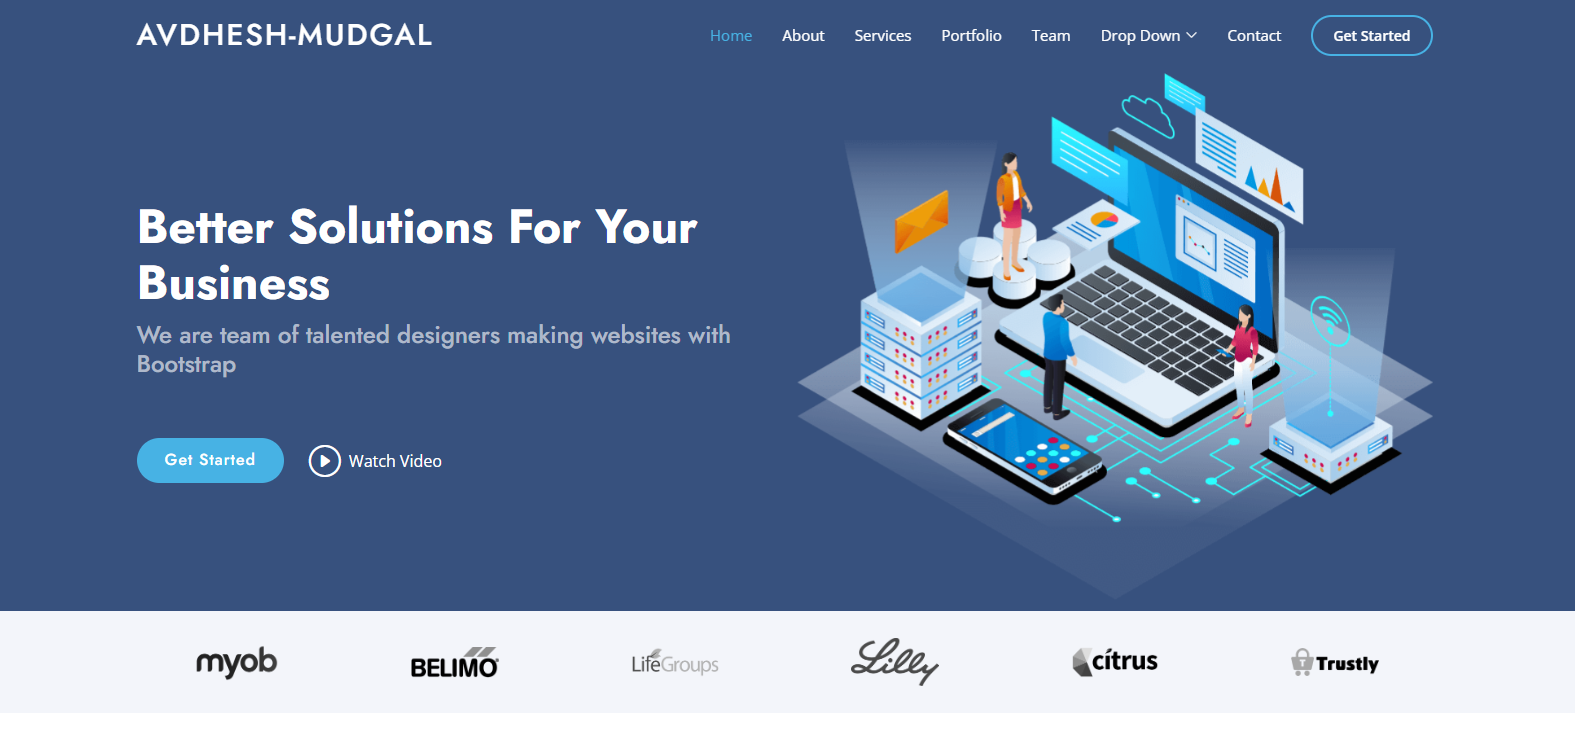 AVDHESH-MUDGAL
Home About Services Portfolio Team Drop Down Contact Get Started
Better Solutions For Your
Business
We are team of talented designers making websites with
Bootstrap
Get Started Watch Video
myob BELIMO LifeGroups Lilly citrus Trustly